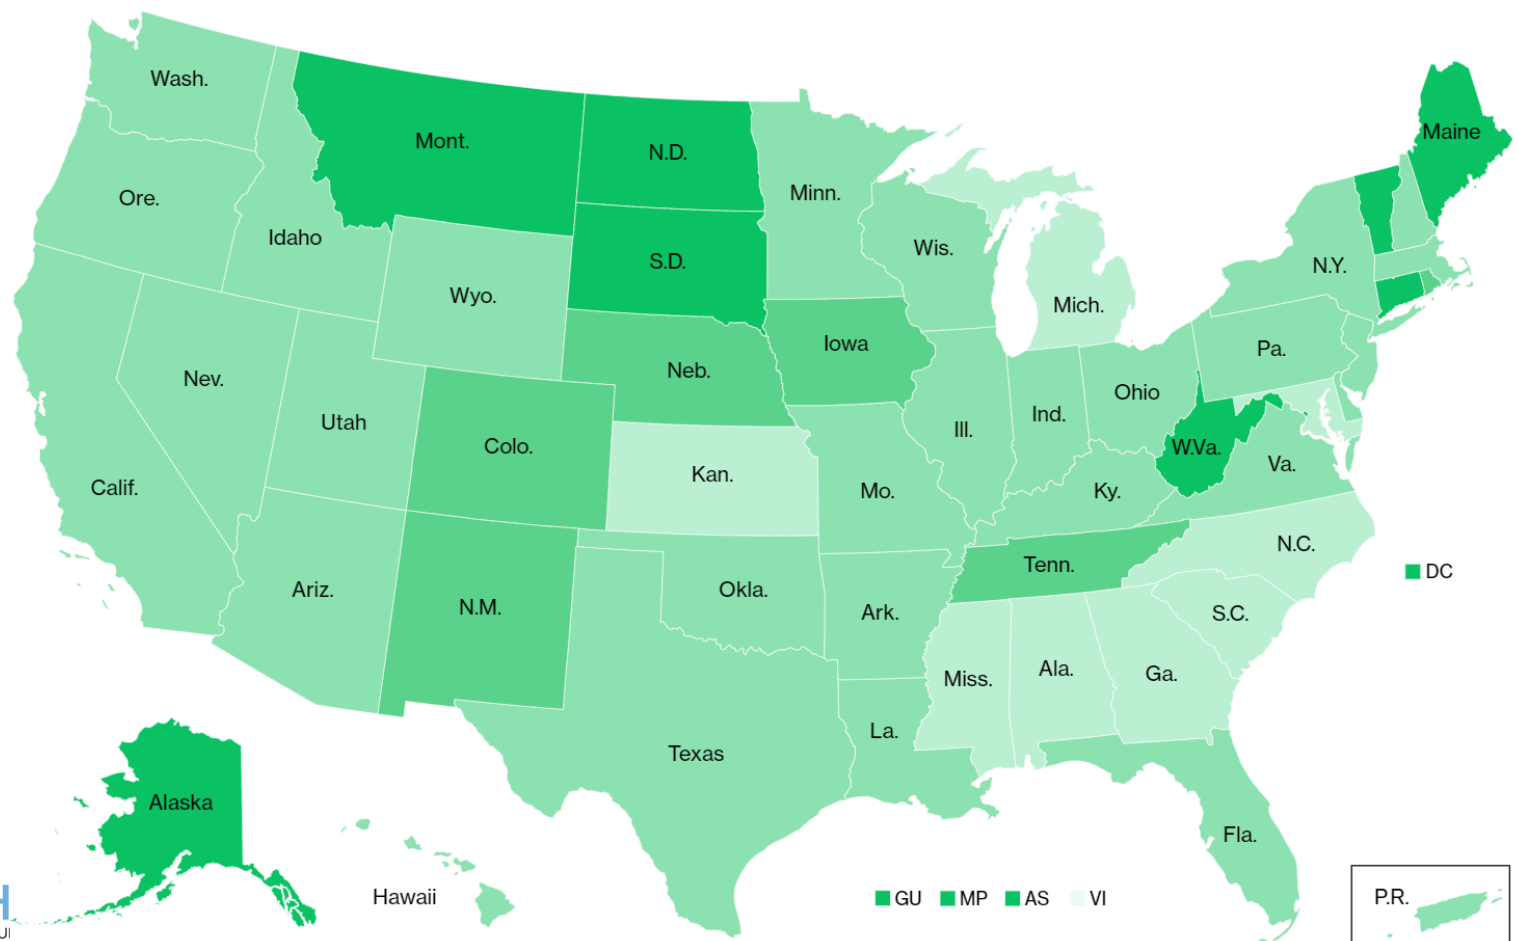 Wash.
Mont.
N.D.
Maine
Ore.
Minn.
Idaho
Wis.
S.D.
N.Y.
Wyo.
Mich.
Iowa
Pa.
Neb.
Nev.
Ohio
Utah
Ind.
Ill.
Colo.
W.Va.
Va.
Kan.
Calif.
Mo.
Ky.
N.C.
Tenn.
DC
Ariz.
Okla.
N.M.
Ark.
S.C.
Miss.
Ala.
Ga.
La.
Texas
Alaska
Fla.
Hawaii
GU MP AS VI
P.R.